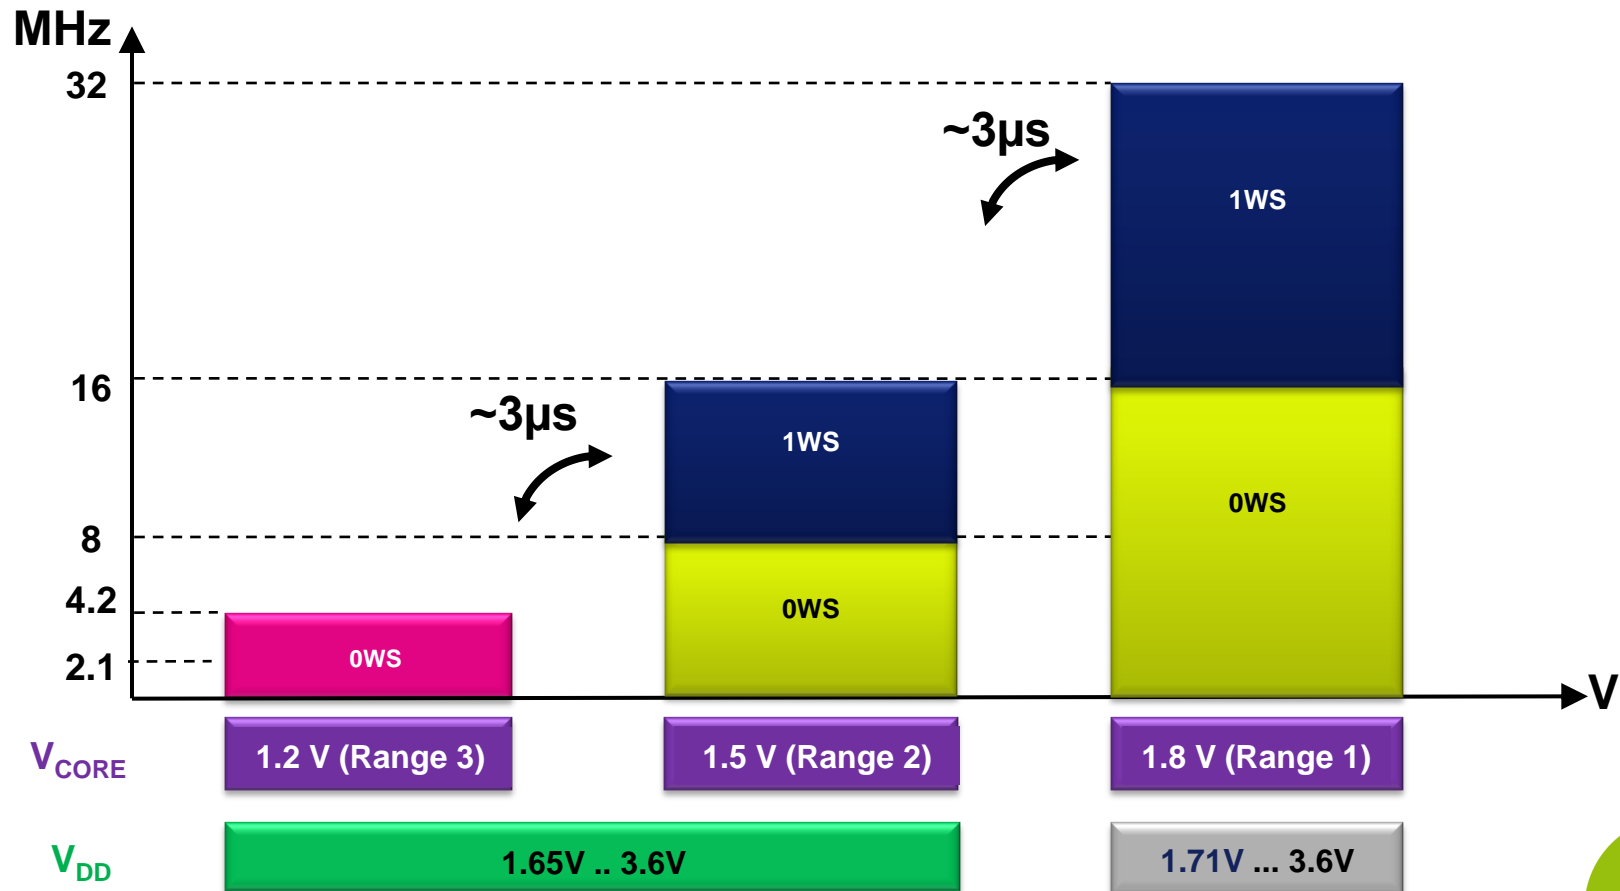 MHz
32
~3µs
1WS
16
~3µs
1WS
0WS
8
4.2
0WS
0WS
2.1
V
VCORE
1.2 V (Range 3)
1.5 V (Range 2)
1.8 V (Range 1)
VDD
1.65V .. 3.6V
1.71V ... 3.6V